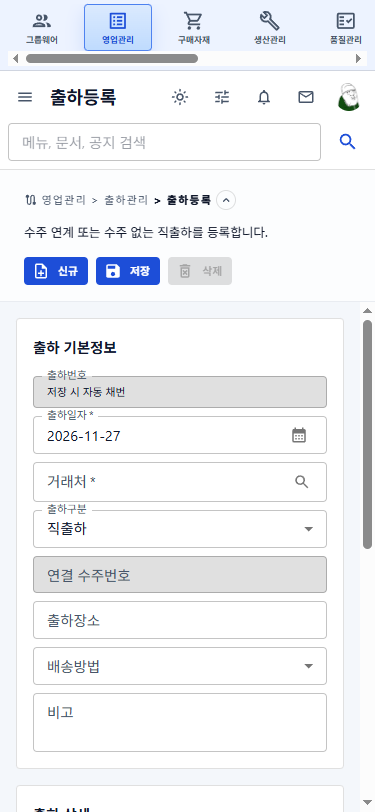 그룹웨어 영업관리 구매자재 생산관리 품질관리
출하등록
메뉴, 문서, 공지 검색
영업관리 > 출하관리 > 출하등록
수주 연계 또는 수주 없는 직출하를 등록합니다.
신규 저장 삭제
출하 기본정보
출하번호
저장 시 자동 채번
출하일자 *
2026-11-27
거래처 *
출하구분
직출하
연결 수주번호
출하장소
배송방법
비고